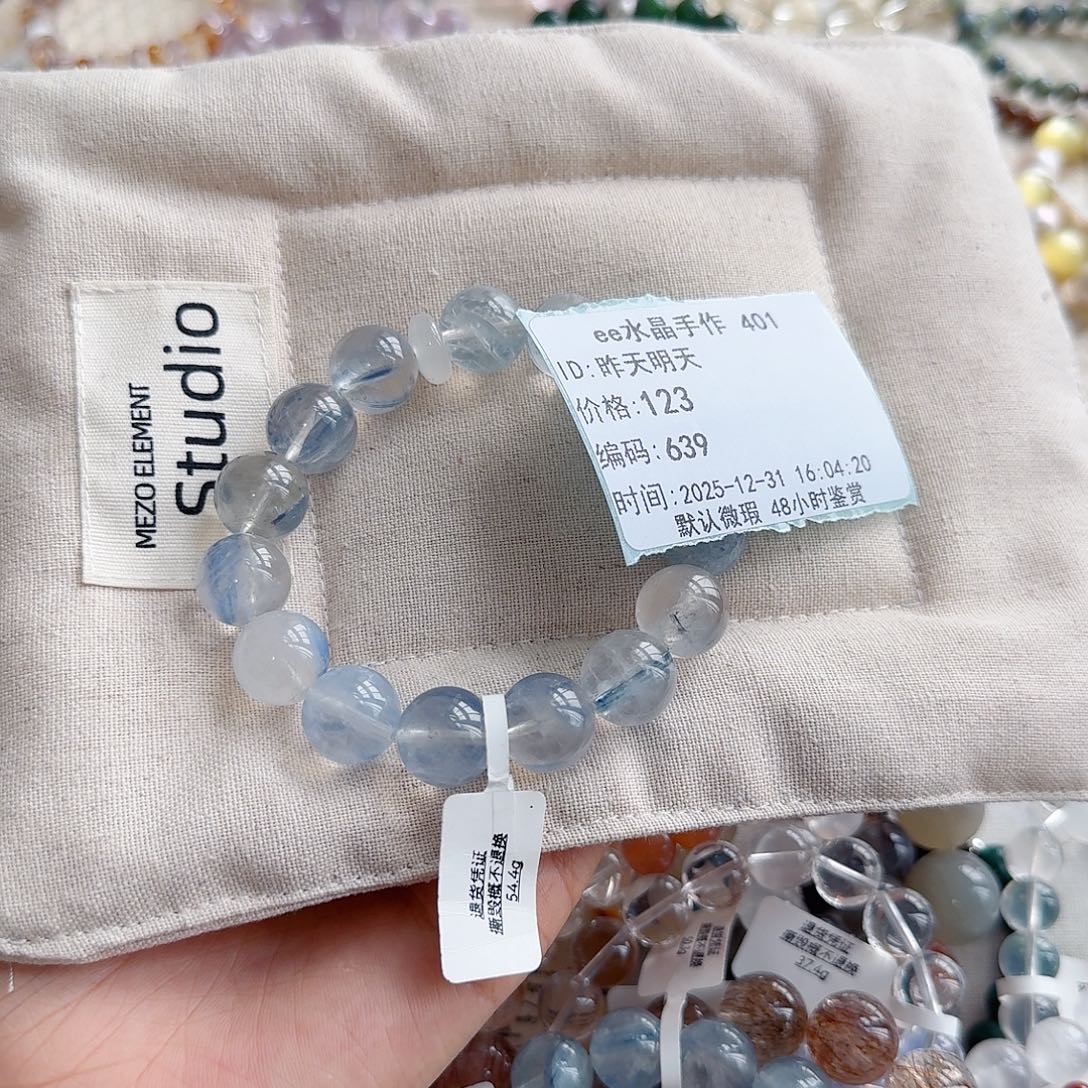 MEZO ELEMENT
Studio
ee水晶手作 401
ID:昨天明天
价格:123
编码:639
时间:2025-12-31 16:04:20
默认微瑕 48小时鉴赏
退货凭证
撕毁概不退换
54.4g
退货凭证
撕毁概不退换
37.4g